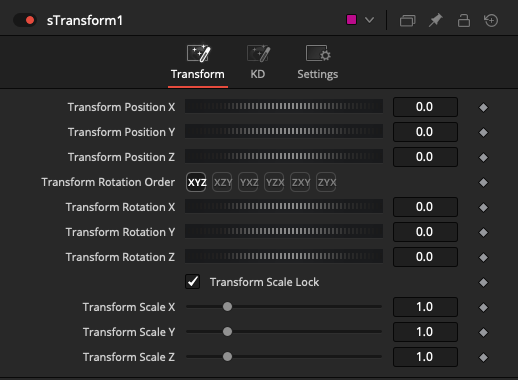 sTransform1
Transform KD Settings
Transform Position X 0.0
Transform Position Y 0.0
Transform Position Z 0.0
Transform Rotation Order XYZ XZY YXZ YZX ZXY ZYX
Transform Rotation X 0.0
Transform Rotation Y 0.0
Transform Rotation Z 0.0
Transform Scale Lock
Transform Scale X 1.0
Transform Scale Y 1.0
Transform Scale Z 1.0